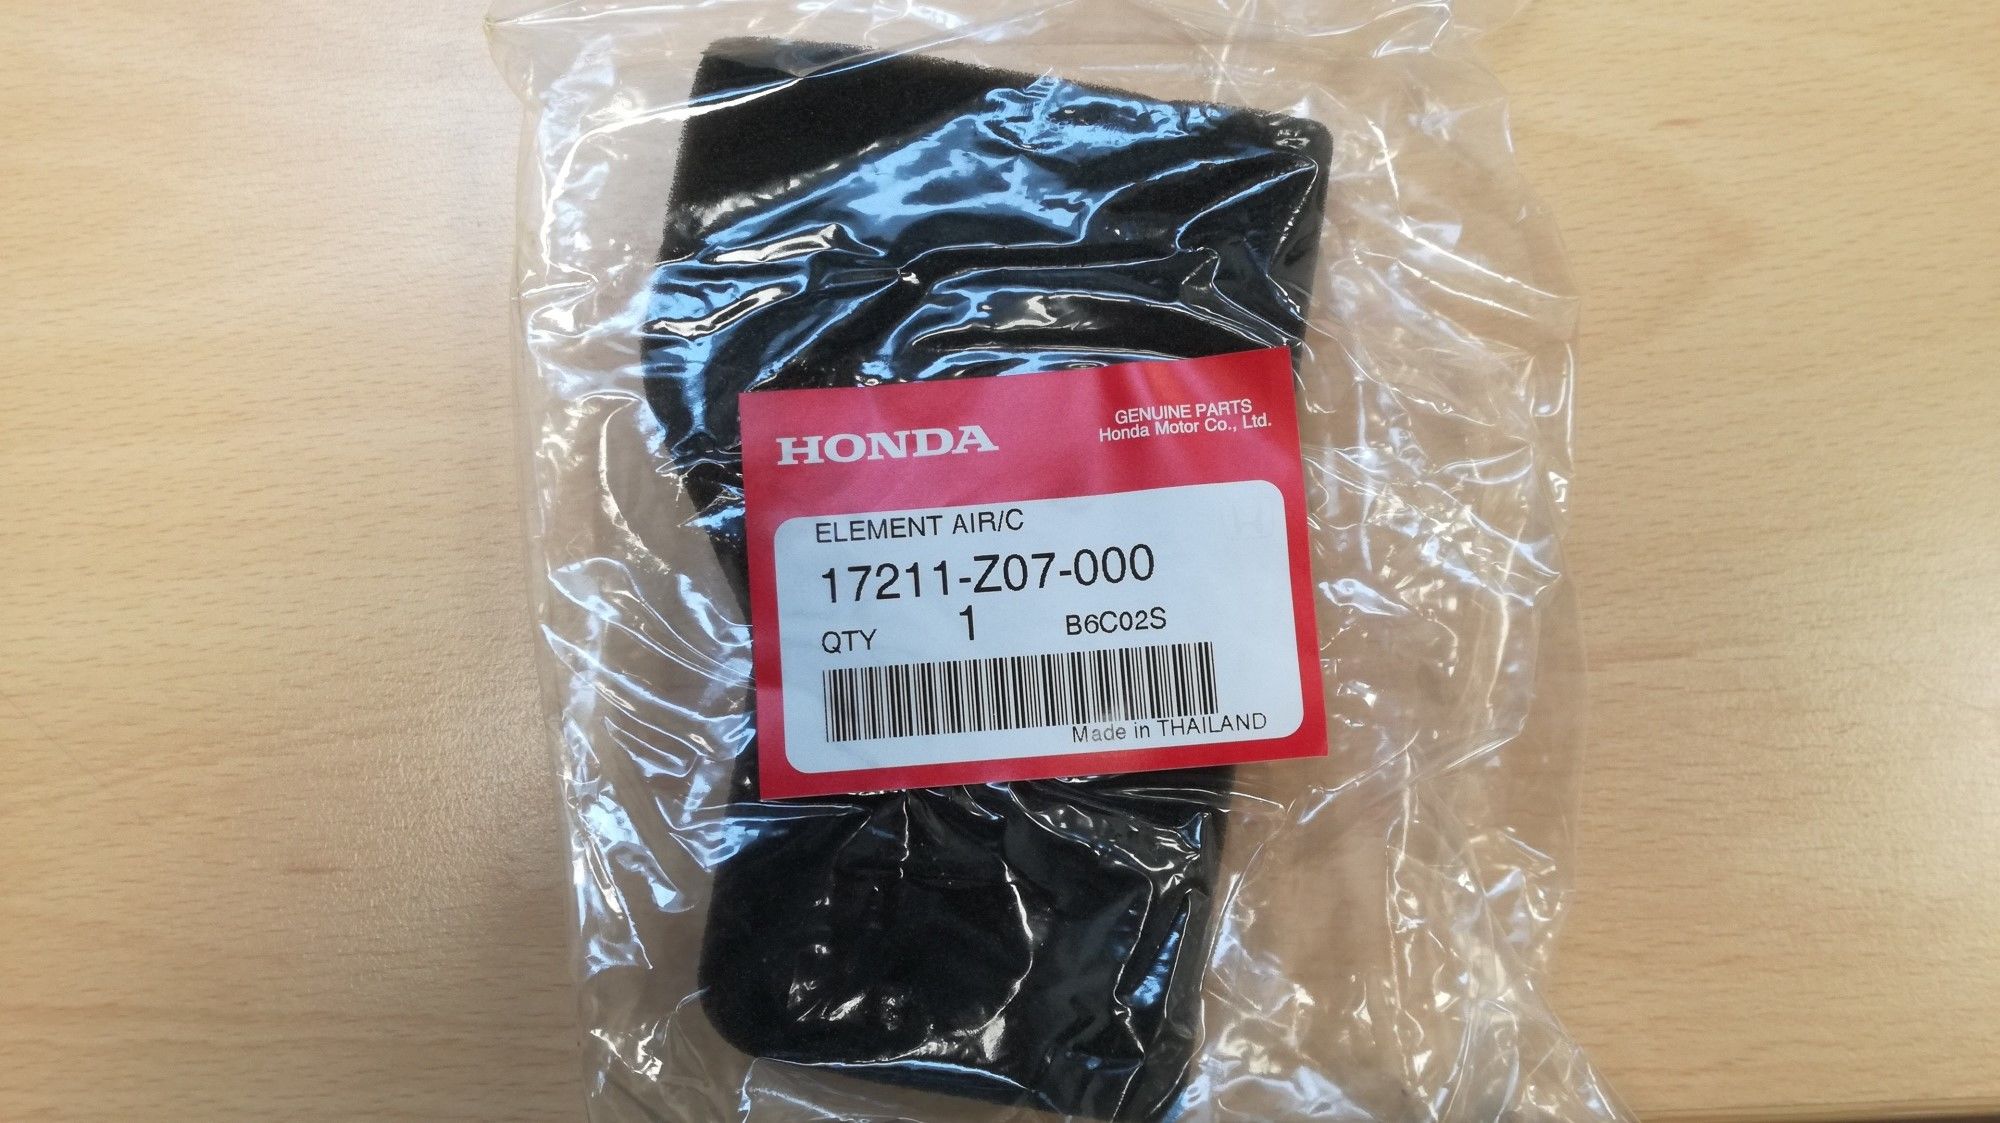 HONDA
GENUINE PARTS
Honda Motor Co., Ltd.
ELEMENT AIR/C
17211-Z07-000
QTY 1 B6C02S
Made in THAILAND